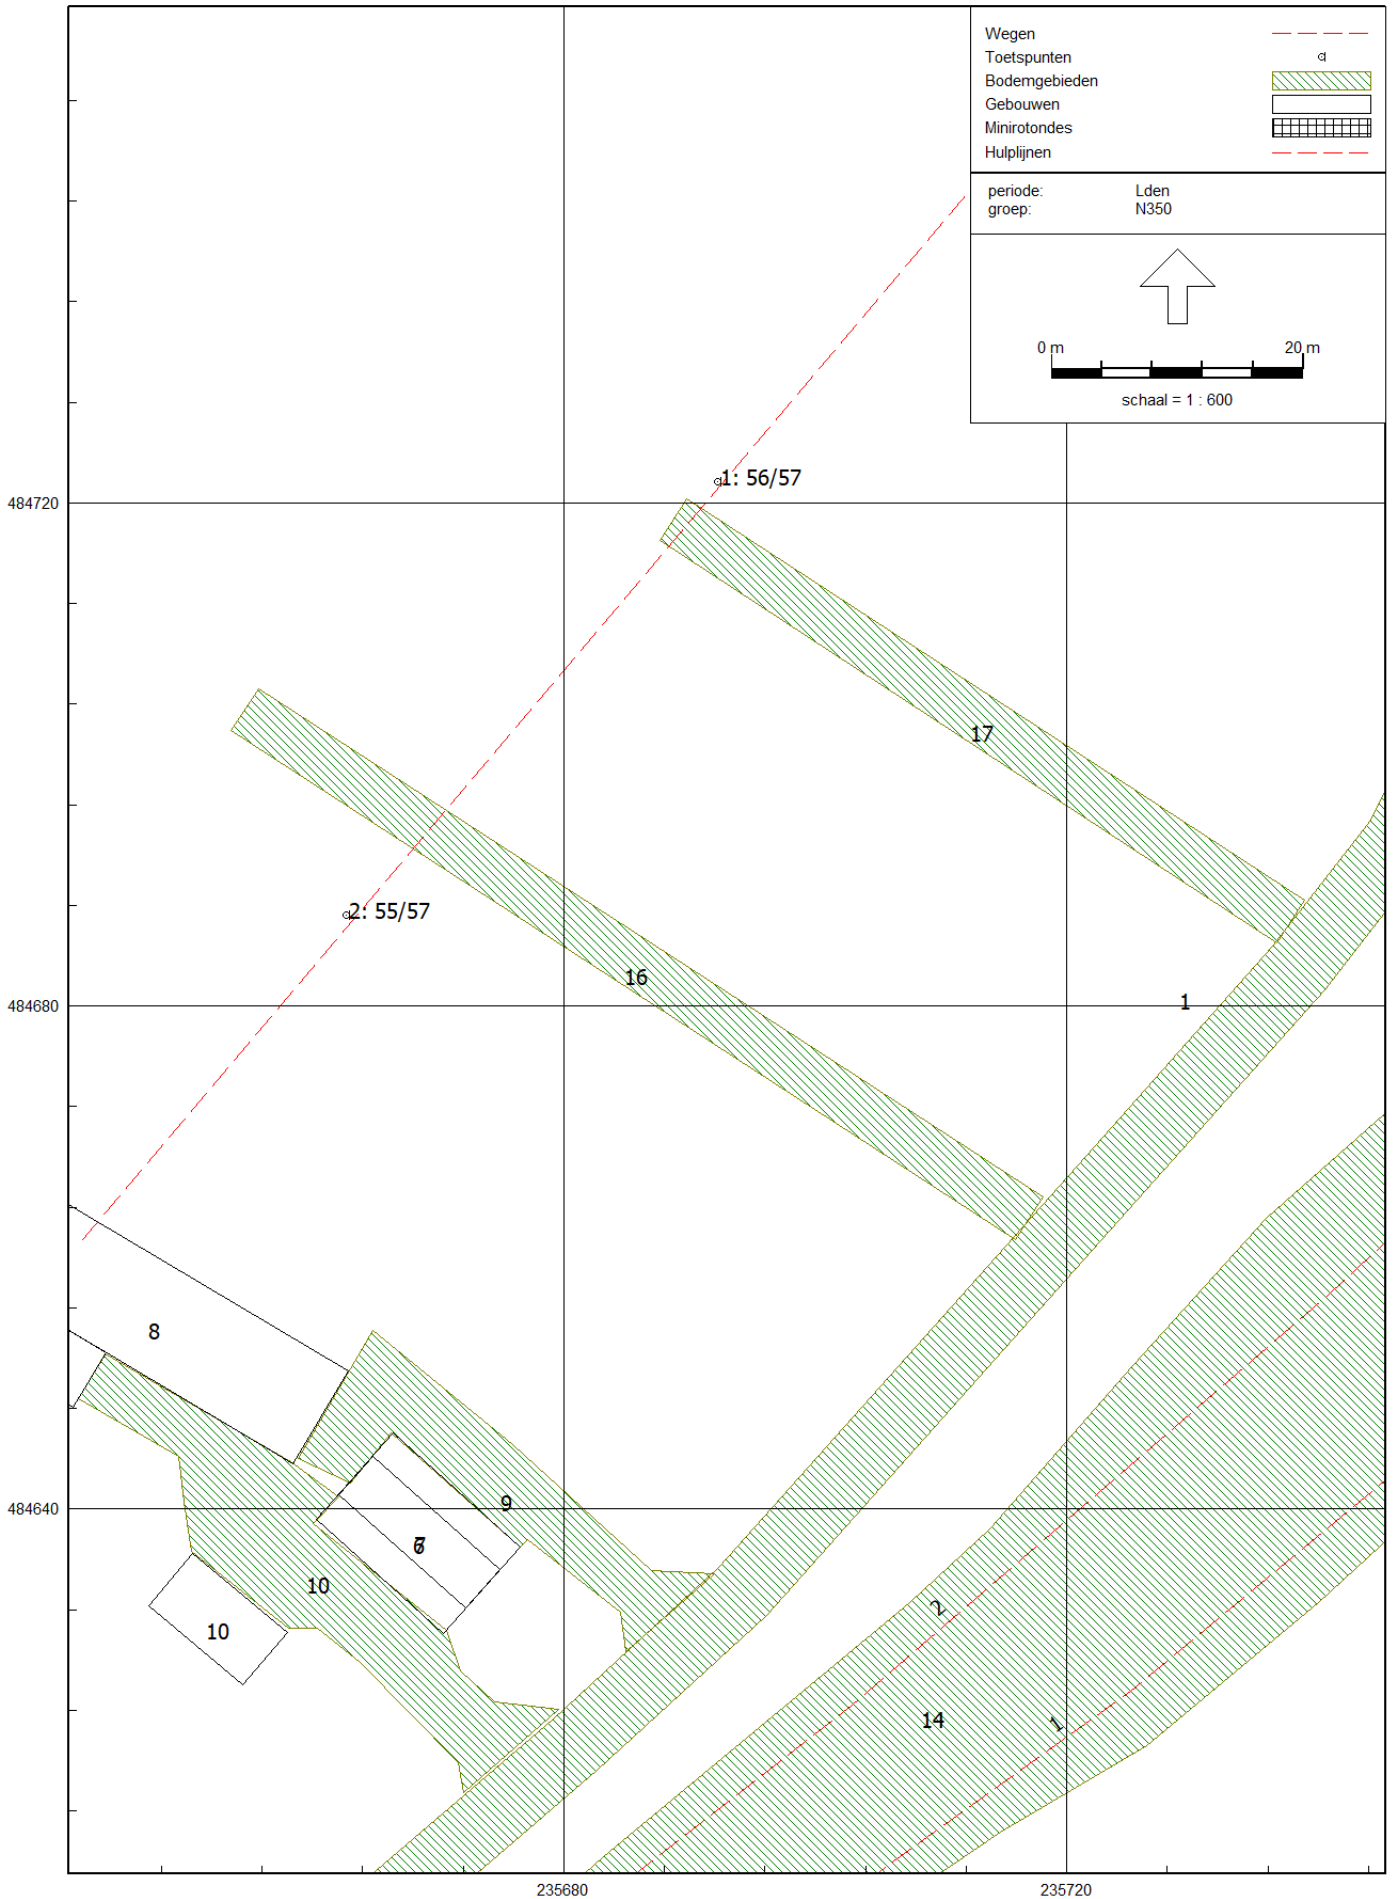 Wegen
Toetspunten
Bodemgebieden
Gebouwen
Minirotondes
Hulplijnen
periode: Lden
groep: N350
0 m 20 m
schaal = 1 : 600
1: 56/57
484720
17
2: 55/57
16
1
484680
8
9
484640
7
10
2
10
14
1
235680 235720